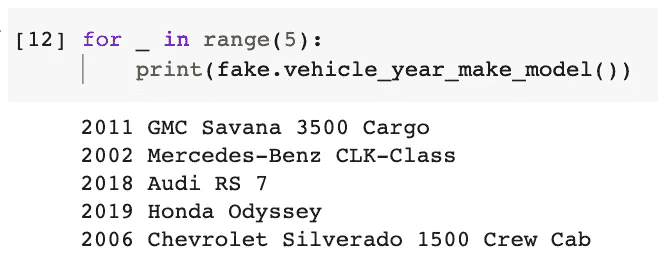 [12] for _ in range(5):
print(fake.vehicle_year_make_model())
2011 GMC Savana 3500 Cargo
2002 Mercedes-Benz CLK-Class
2018 Audi RS 7
2019 Honda Odyssey
2006 Chevrolet Silverado 1500 Crew Cab